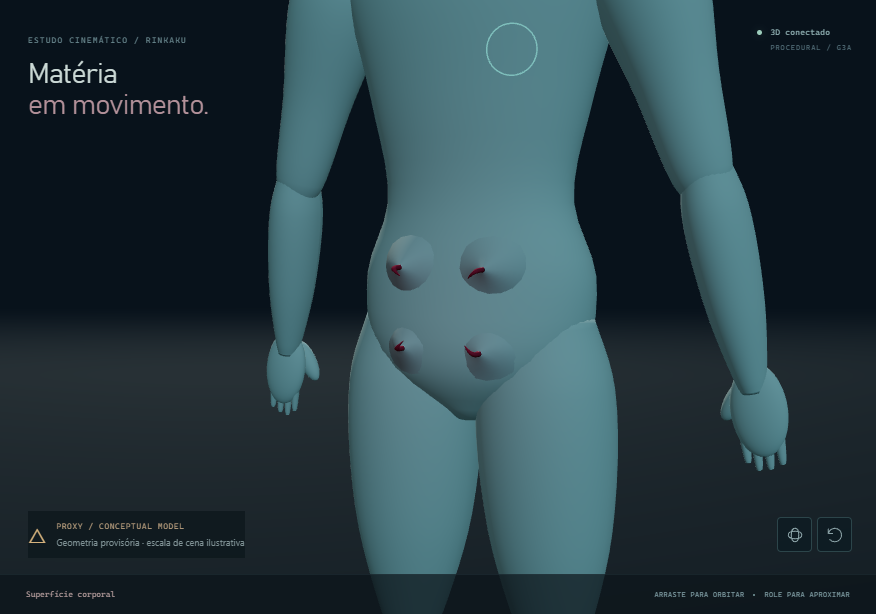 ESTUDO CINEMÁTICO / RINKAKU
Matéria
em movimento.
3D conectado
PROCEDURAL / G3A
PROXY / CONCEPTUAL MODEL
Geometria provisória · escala de cena ilustrativa
Superfície corporal
ARRASTE PARA ORBITAR • ROLE PARA APROXIMAR